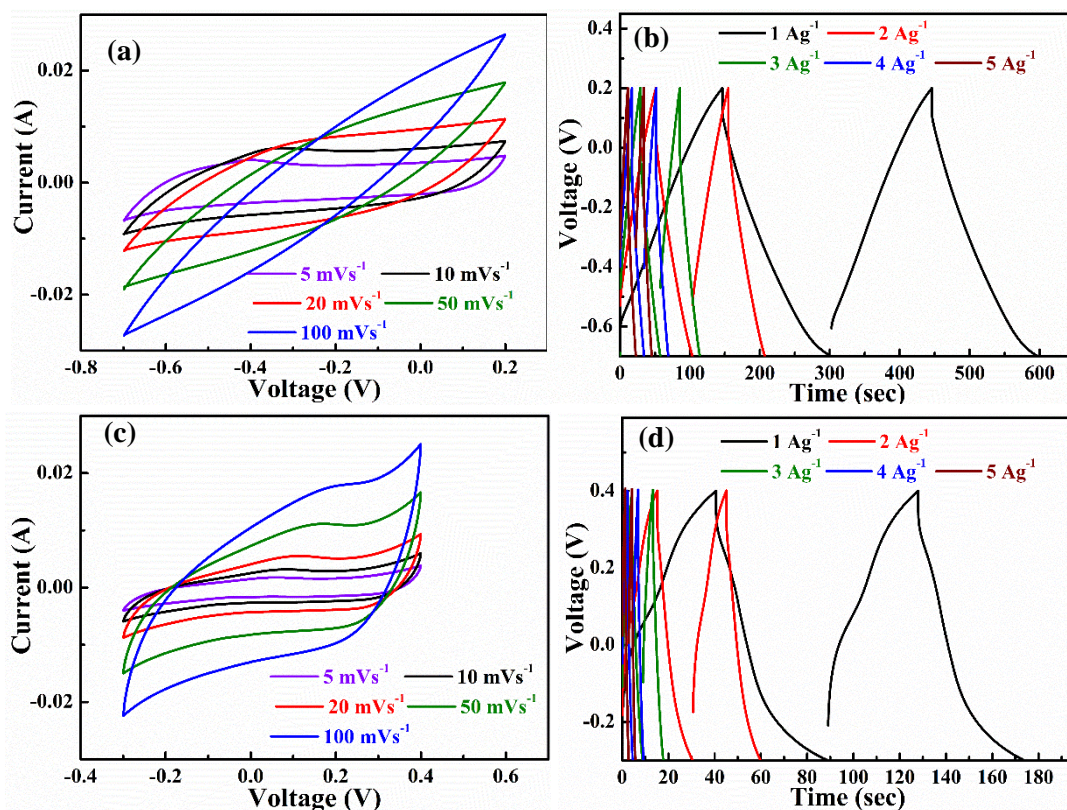 (a)
0.02
0.00
-0.02
Current (A)
5 mVs⁻¹ 10 mVs⁻¹
20 mVs⁻¹ 50 mVs⁻¹
100 mVs⁻¹
-0.8 -0.6 -0.4 -0.2 0.0 0.2
Voltage (V)
(b)
1 Ag⁻¹ 2 Ag⁻¹
3 Ag⁻¹ 4 Ag⁻¹ 5 Ag⁻¹
0.4
0.2
0.0
-0.2
-0.4
-0.6
Voltage (V)
0 100 200 300 400 500 600
Time (sec)
(c)
0.02
0.00
-0.02
Current (A)
5 mVs⁻¹ 10 mVs⁻¹
20 mVs⁻¹ 50 mVs⁻¹
100 mVs⁻¹
-0.4 -0.2 0.0 0.2 0.4
Voltage (V)
(d)
1 Ag⁻¹ 2 Ag⁻¹
3 Ag⁻¹ 4 Ag⁻¹ 5 Ag⁻¹
0.4
0.0
-0.2
Voltage (V)
0 20 40 60 80 100 120 140 160 180
Time (sec)